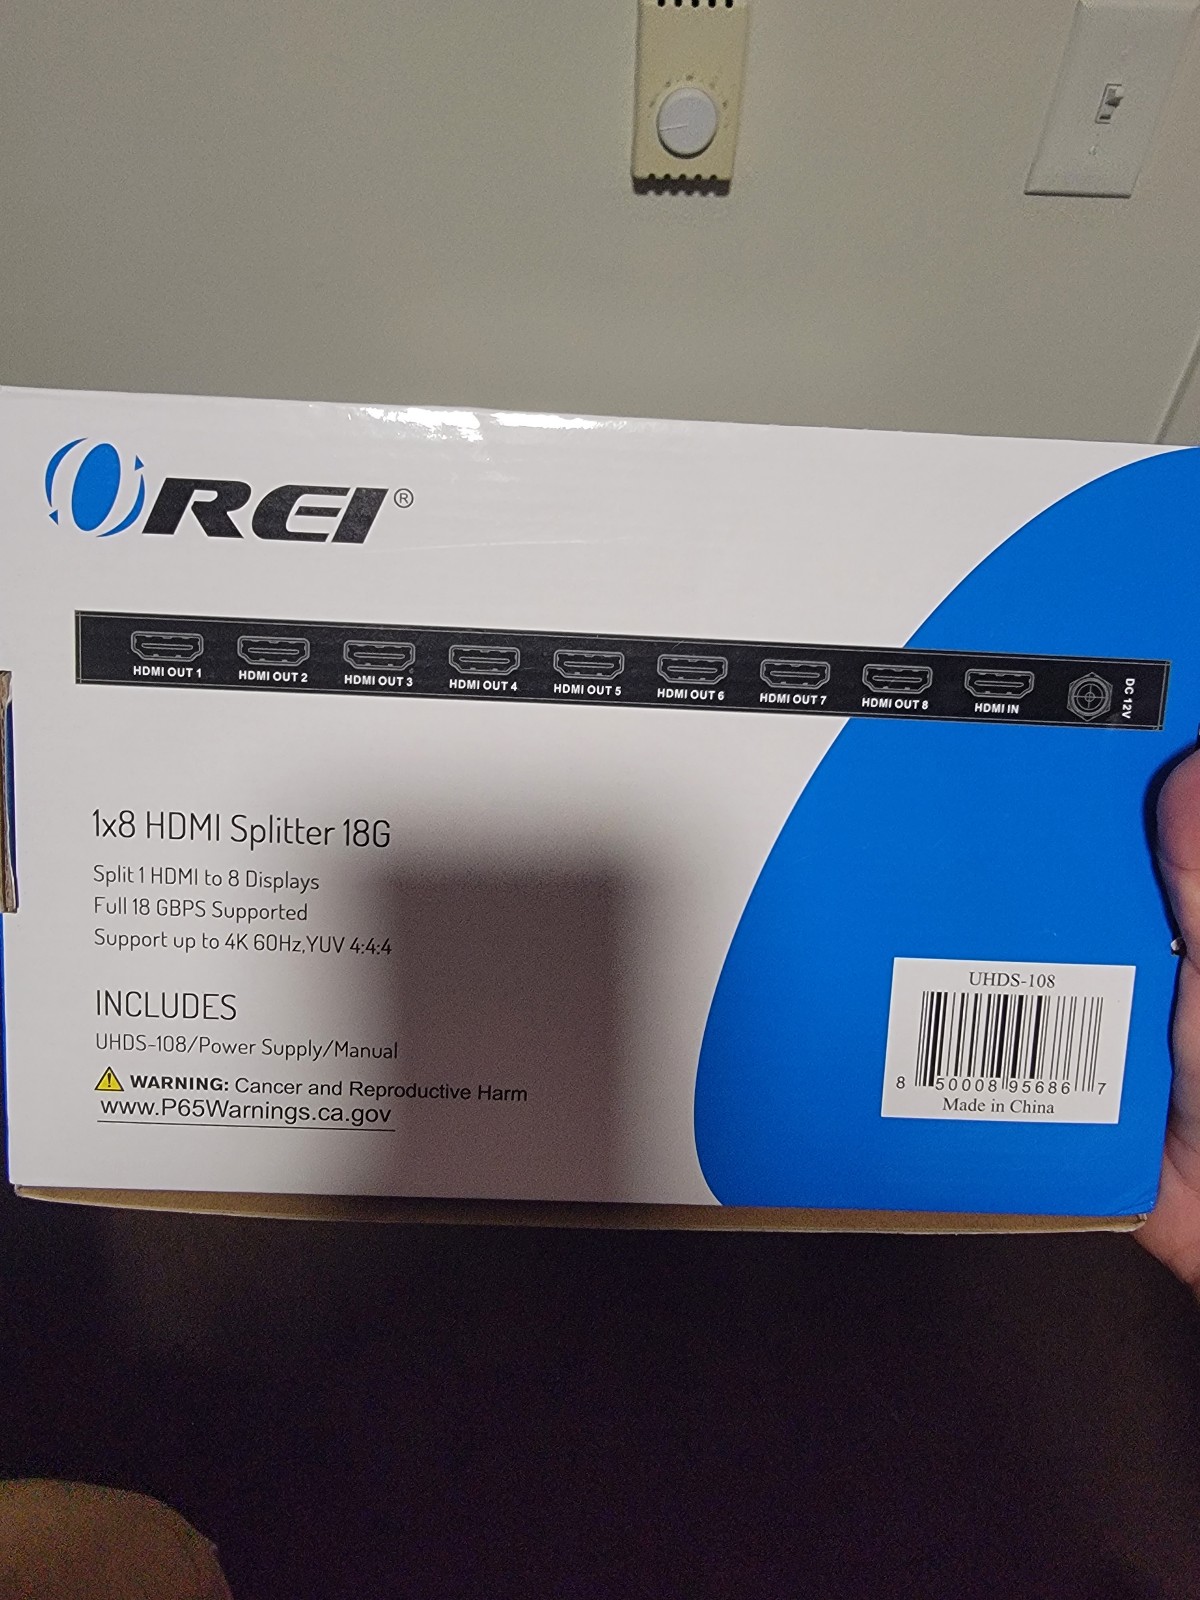 OREI®
HDMI OUT 1 HDMI OUT 2 HDMI OUT 3 HDMI OUT 4 HDMI OUT 5 HDMI OUT 6 HDMI OUT 7 HDMI OUT 8 HDMI IN DC 12V
1x8 HDMI Splitter 18G
Split 1 HDMI to 8 Displays
Full 18 GBPS Supported
Support up to 4K 60Hz,YUV 4:4:4
INCLUDES
UHDS-108/Power Supply/Manual
WARNING: Cancer and Reproductive Harm
www.P65Warnings.ca.gov
UHDS-108
8 50008 95686 7
Made in China